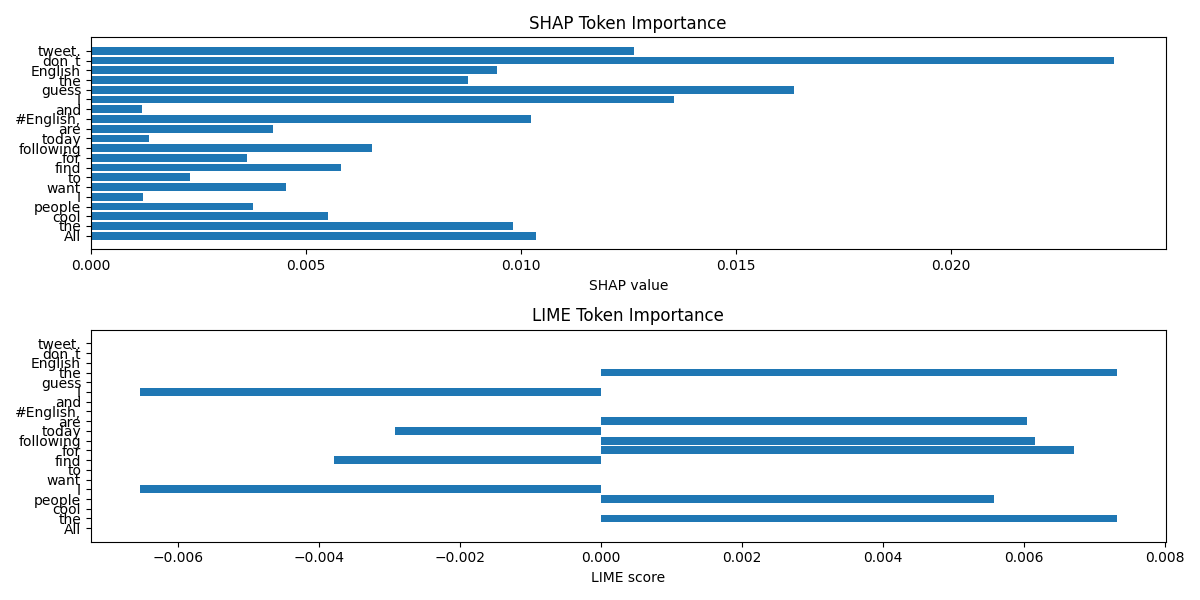 SHAP Token Importance
tweet.
don`t
English
the
guess
I
and
#English,
are
today
following
for
find
to
want
I
people
cool
the
All
0.000 0.005 0.010 0.015 0.020
SHAP value
LIME Token Importance
tweet.
don`t
English
the
guess
I
and
#English,
are
today
following
for
find
to
want
I
people
cool
the
All
−0.006 −0.004 −0.002 0.000 0.002 0.004 0.006 0.008
LIME score